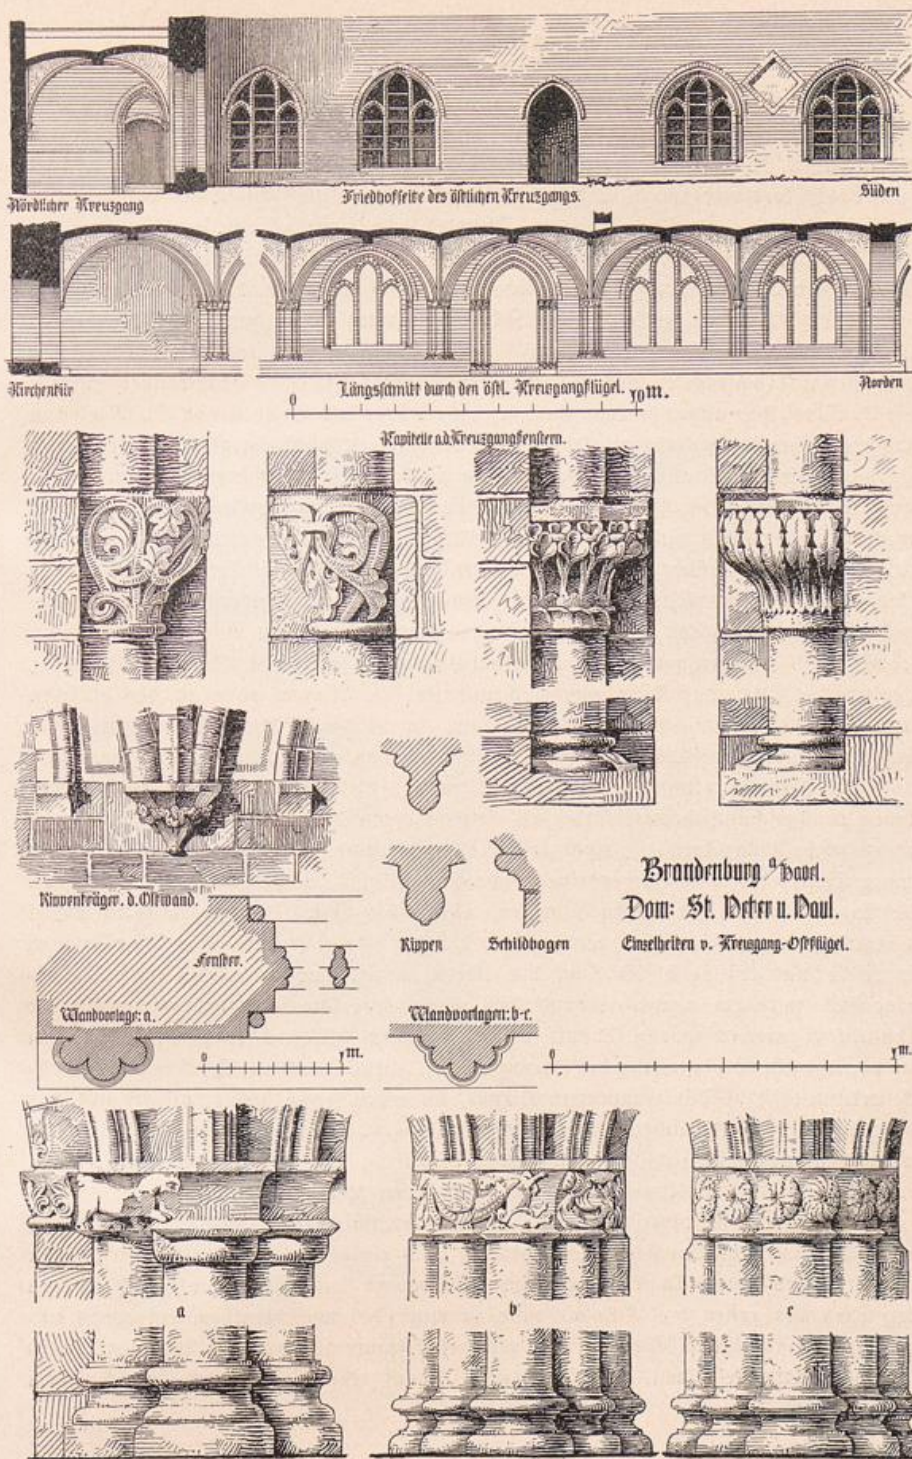 Nördlicher Kreuzgang
Friedhofseite des östlichen Kreuzgangs.
Süden
Kirchentür
Längsschnitt durch den östl. Kreuzgangflügel.
Norden
0 10 m.
Kapitelle a.d. Kreuzgangfenstern.
Rippenträger. d. Ostwand.
Rippen
Schildbogen
Brandenburg a/Havel.
Dom: St. Peter u. Paul.
Einzelheiten v. Kreuzgang-Ostflügel.
Fenster.
Wandvorlage: a.
Wandvorlagen: b-c.
0 1 m.
0 1 m.
a
b
c